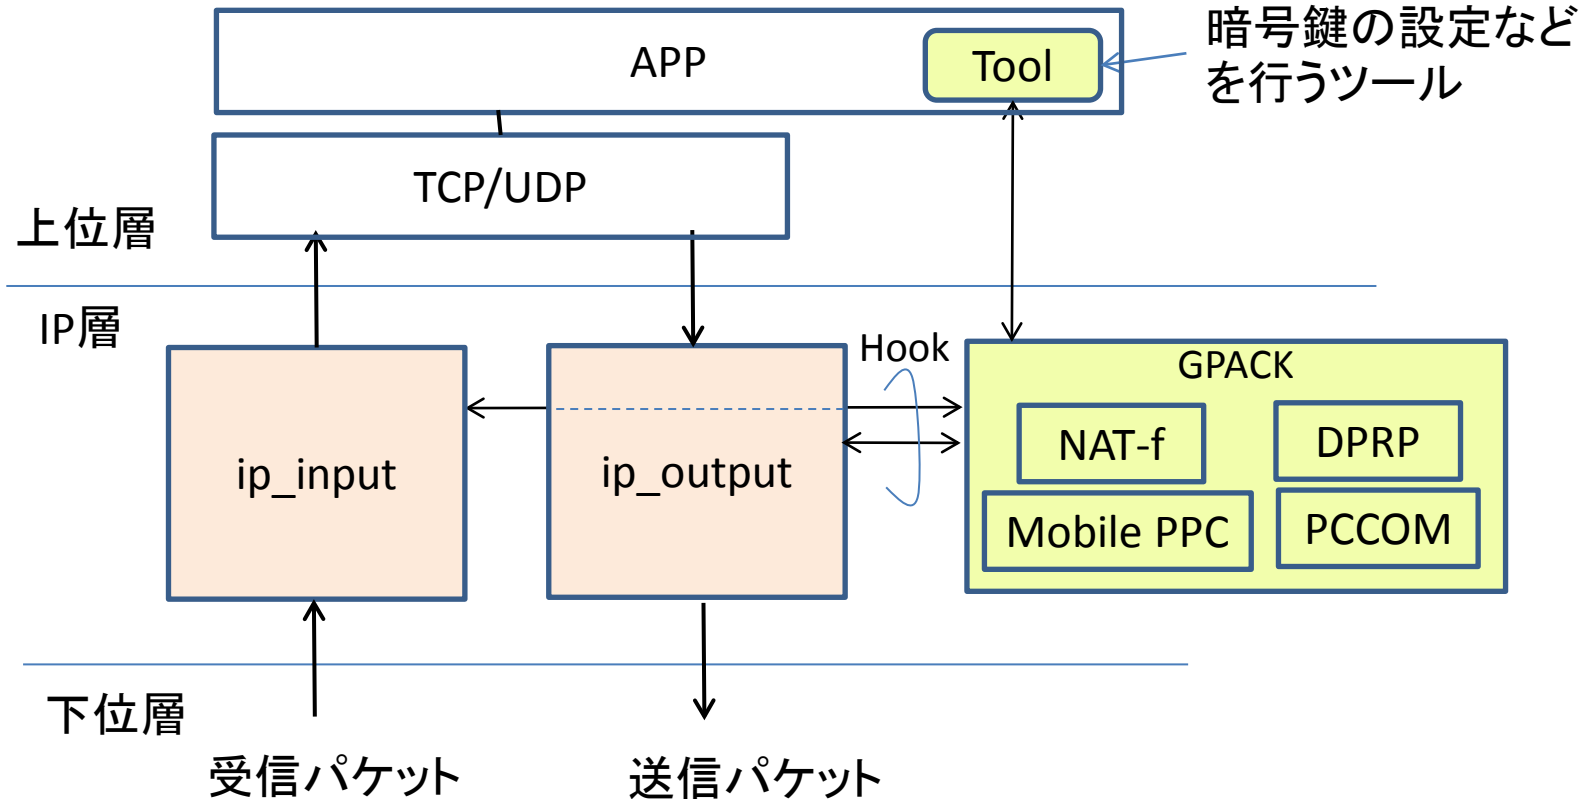 APP
Tool
暗号鍵の設定など
を行うツール
TCP/UDP
上位層
IP層
Hook
GPACK
ip_input
ip_output
NAT-f
DPRP
Mobile PPC
PCCOM
下位層
受信パケット
送信パケット